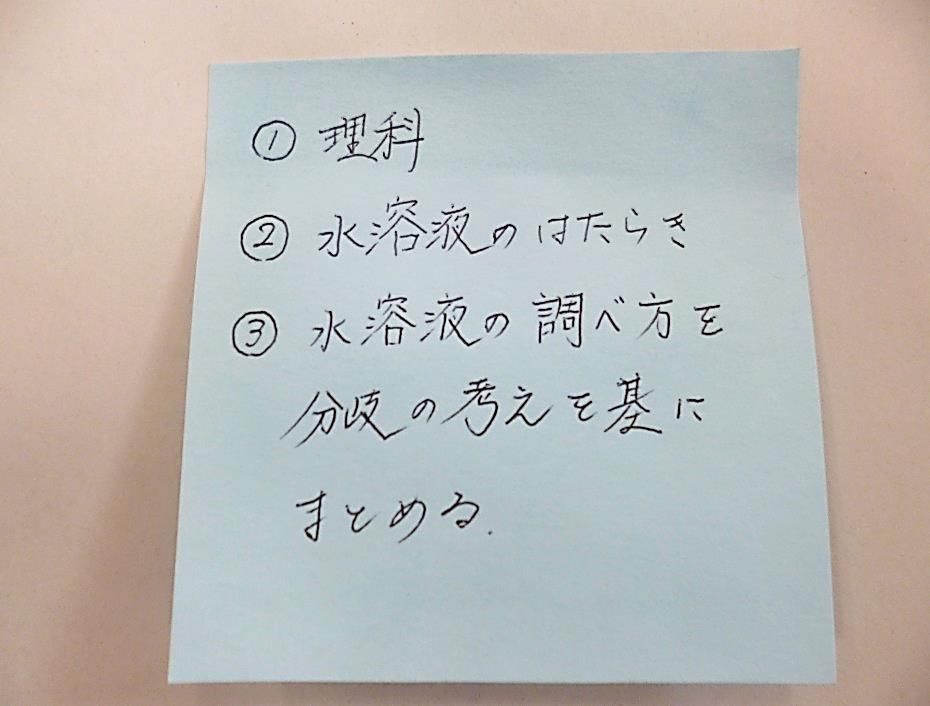 ① 理科
② 水溶液のはたらき
③ 水溶液の調べ方を
分岐の考えを基に
まとめる.